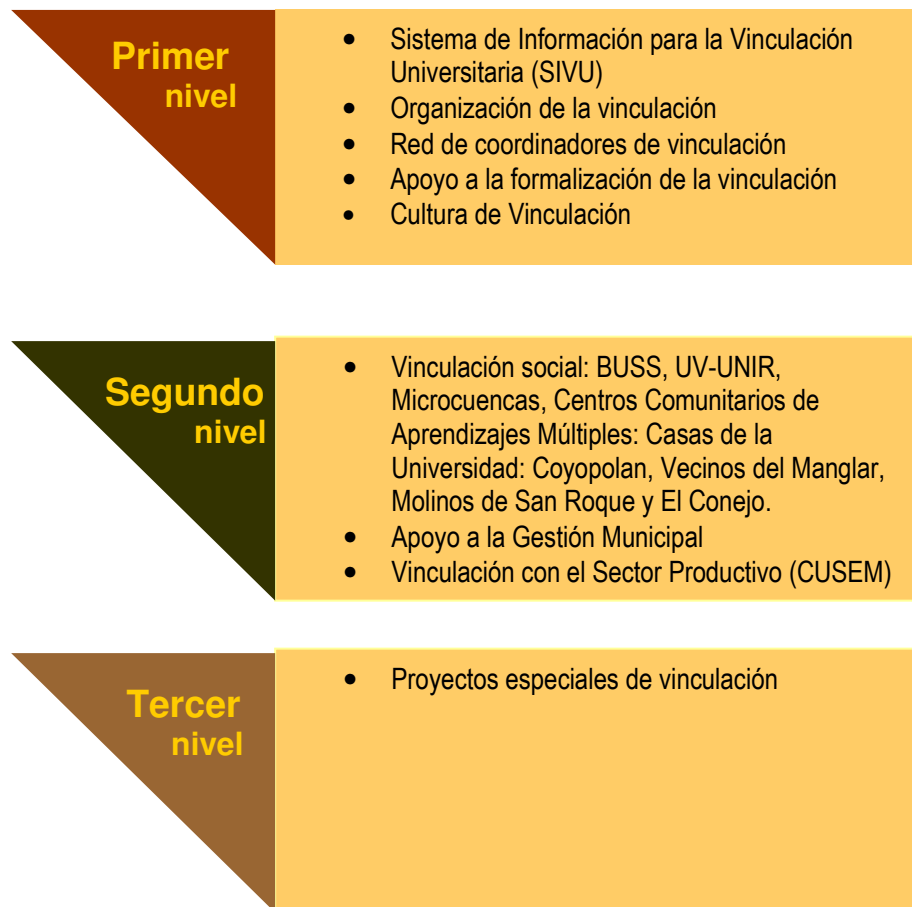 Primer
nivel
• Sistema de Información para la Vinculación
Universitaria (SIVU)
• Organización de la vinculación
• Red de coordinadores de vinculación
• Apoyo a la formalización de la vinculación
• Cultura de Vinculación
Segundo
nivel
• Vinculación social: BUSS, UV-UNIR,
Microcuencas, Centros Comunitarios de
Aprendizajes Múltiples: Casas de la
Universidad: Coyopolan, Vecinos del Manglar,
Molinos de San Roque y El Conejo.
• Apoyo a la Gestión Municipal
• Vinculación con el Sector Productivo (CUSEM)
Tercer
nivel
• Proyectos especiales de vinculación